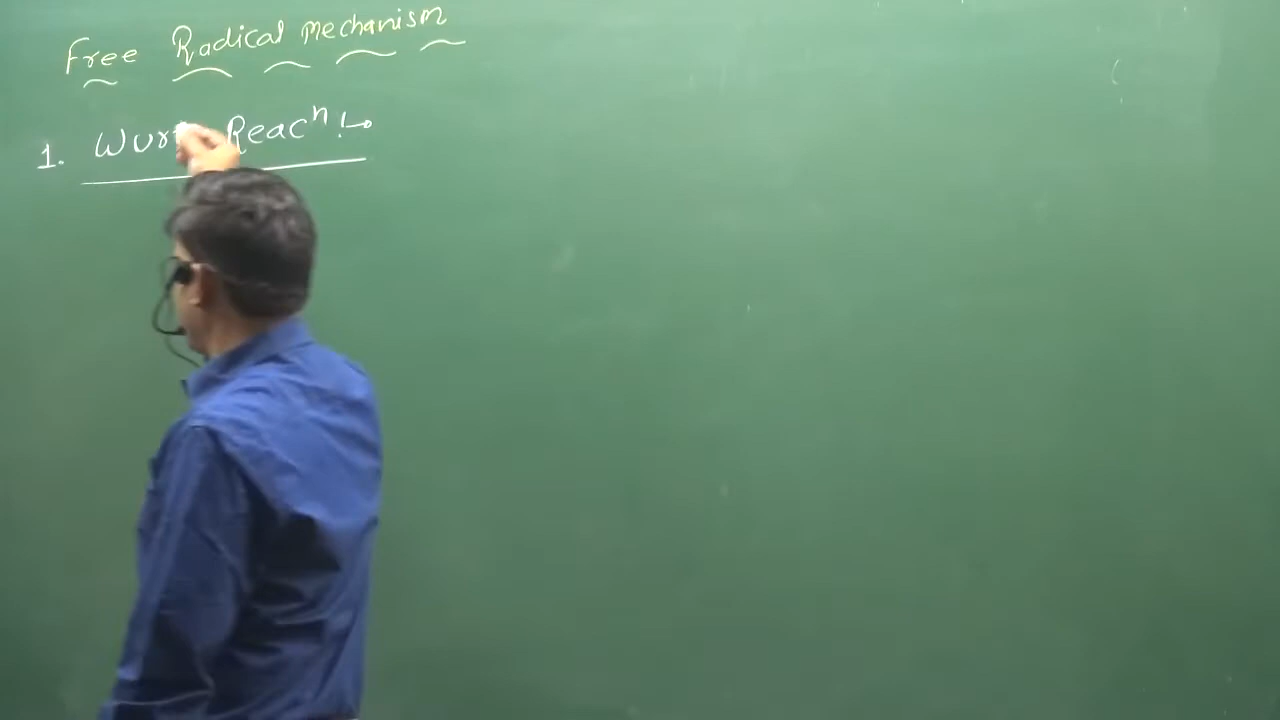 Free Radical Mechanism
1. Reacⁿ :→